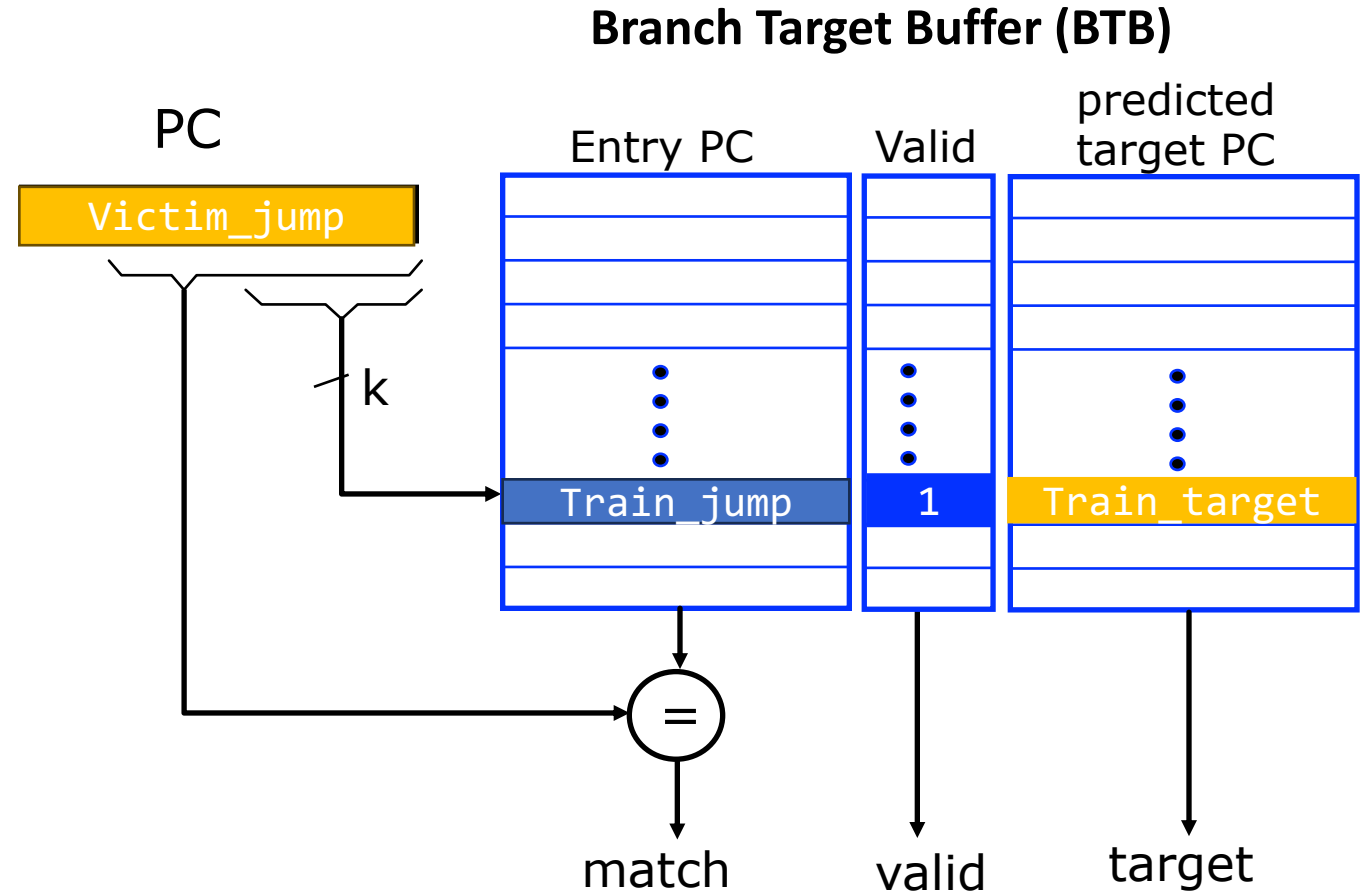 Branch Target Buffer (BTB)
PC
Entry PC
Valid
predicted
target PC
Victim_jump
k
Train_jump
1
Train_target
=
match
valid
target